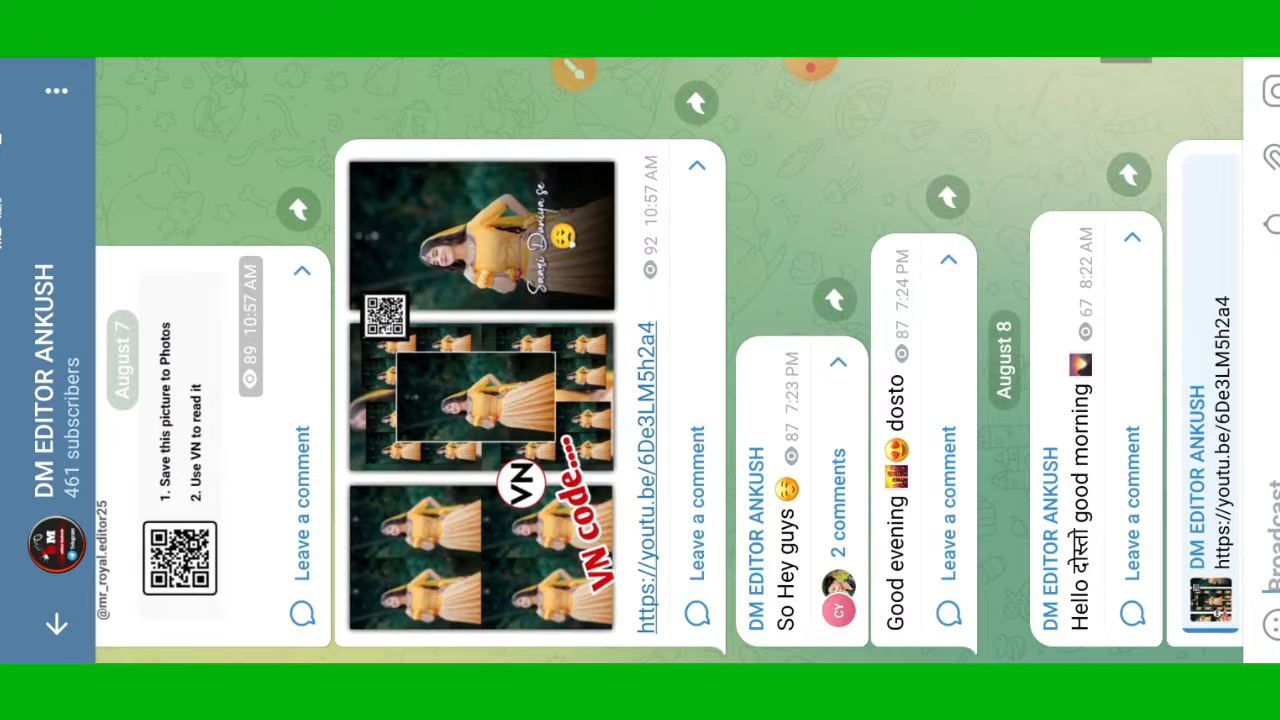 DM EDITOR ANKUSH
461 subscribers
@mr_royal.editor25
August 7
1. Save this picture to Photos
2. Use VN to read it
89 10:57 AM
Leave a comment
Saari Duniya se
VN
VN code....
https://youtu.be/6De3LM5h2a4
92 10:57 AM
Leave a comment
DM EDITOR ANKUSH
So Hey guys 😊
87 7:23 PM
CY
2 comments
Good evening 🌇😍 dosto
87 7:24 PM
Leave a comment
August 8
DM EDITOR ANKUSH
Hello दोस्तो good morning 🌄
67 8:22 AM
Leave a comment
DM EDITOR ANKUSH
https://youtu.be/6De3LM5h2a4
Broadcast